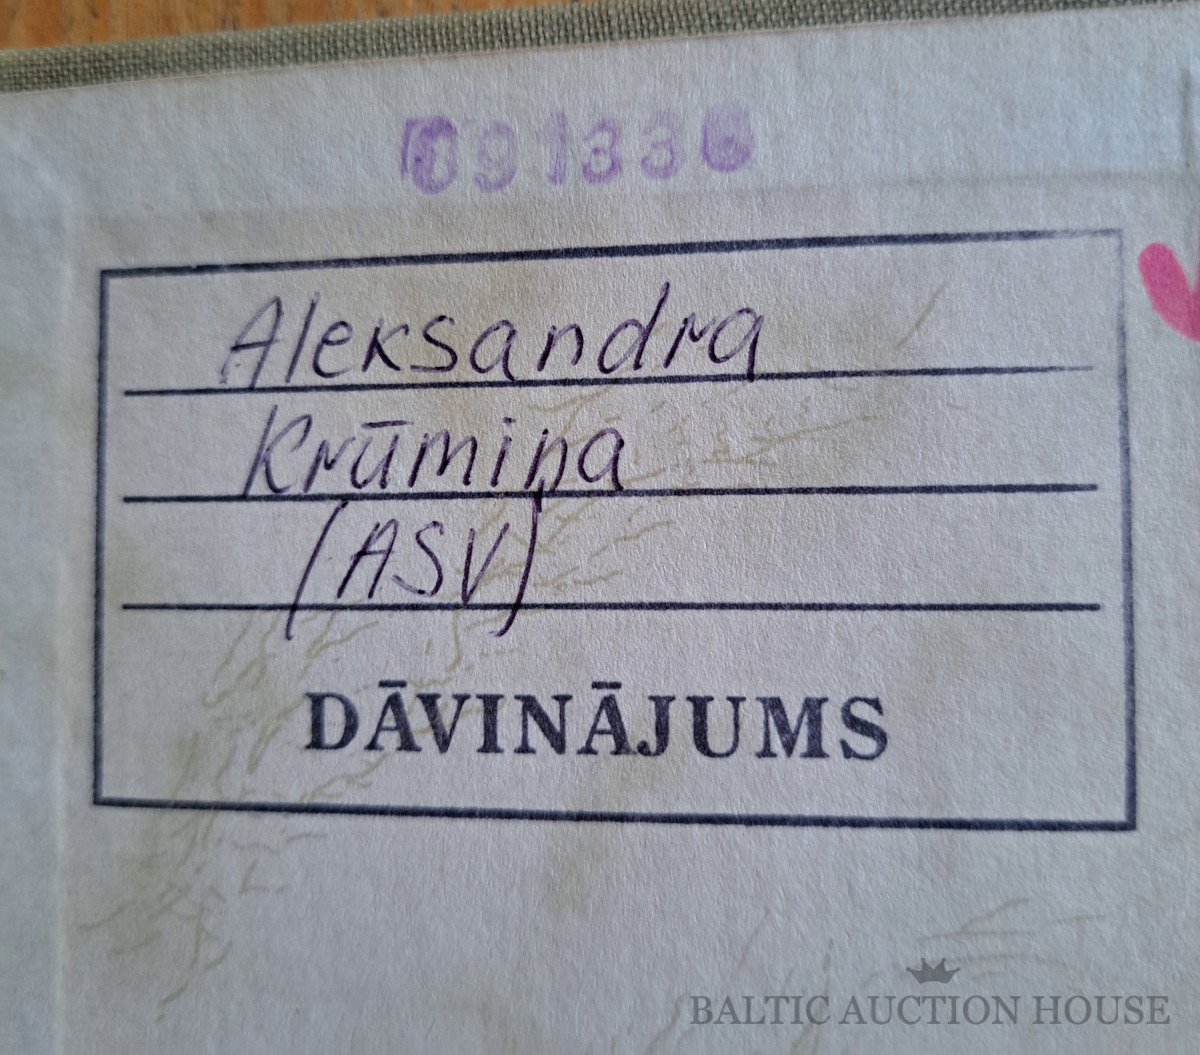 091336
Aleksandra
Krūmiņa
(ASV)
DĀVINĀJUMS
BALTIC AUCTION HOUSE